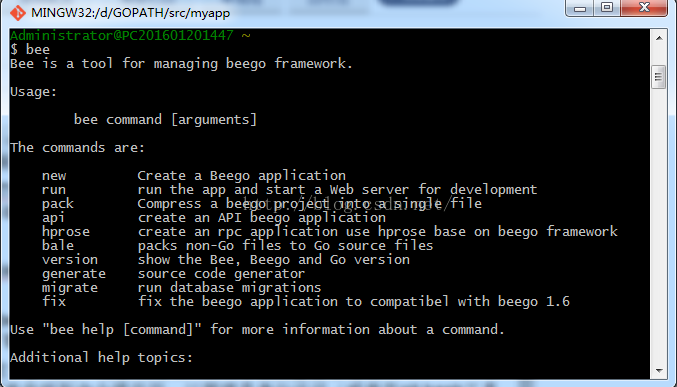 MINGW32:/d/GOPATH/src/myapp
Administrator@PC201601201447 ~
$ bee
Bee is a tool for managing beego framework.
Usage:
bee command [arguments]
The commands are:
new Create a Beego application
run run the app and start a Web server for development
pack Compress a beego project into a single file
api create an API beego application
hprose create an rpc application use hprose base on beego framework
bale packs non-Go files to Go source files
version show the Bee, Beego and Go version
generate source code generator
migrate run database migrations
fix fix the beego application to compatibel with beego 1.6
Use "bee help [command]" for more information about a command.
Additional help topics:
http://blog.csdn.net/